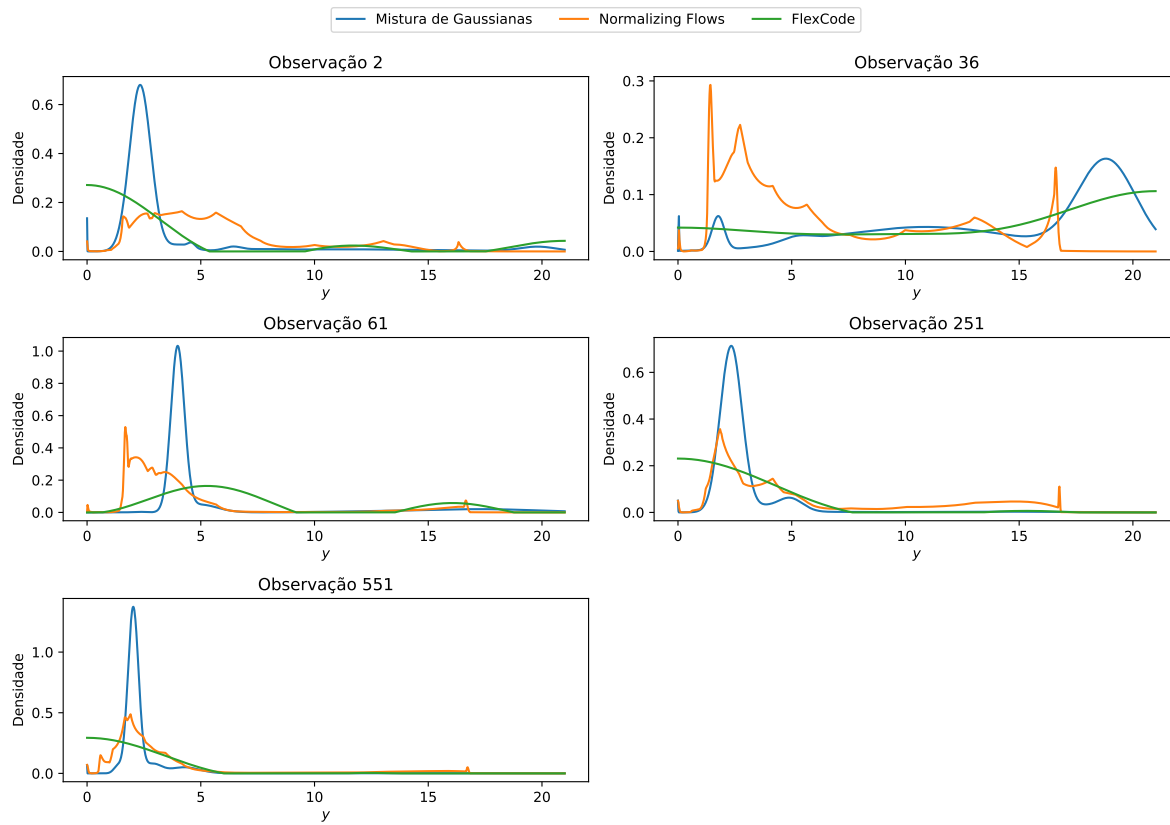 Mistura de Gaussianas Normalizing Flows FlexCode
Observação 2
Densidade
0.6
0.4
0.2
0.0
0 5 10 15 20
y
Observação 36
Densidade
0.3
0.2
0.1
0.0
0 5 10 15 20
y
Observação 61
Densidade
1.0
0.8
0.6
0.4
0.2
0.0
0 5 10 15 20
y
Observação 251
Densidade
0.6
0.4
0.2
0.0
0 5 10 15 20
y
Observação 551
Densidade
1.0
0.5
0.0
0 5 10 15 20
y